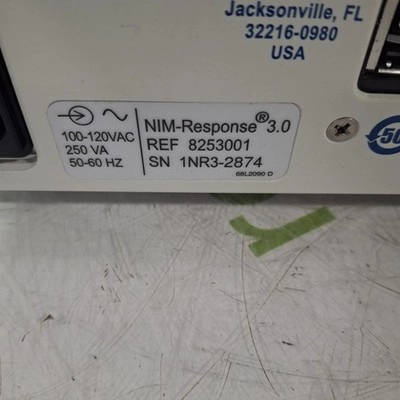 Jacksonville, FL
32216-0980
USA
100-120VAC
250 VA
50-60 HZ
NIM-Response® 3.0
REF 8253001
SN 1NR3-2874
68L2090 D
50